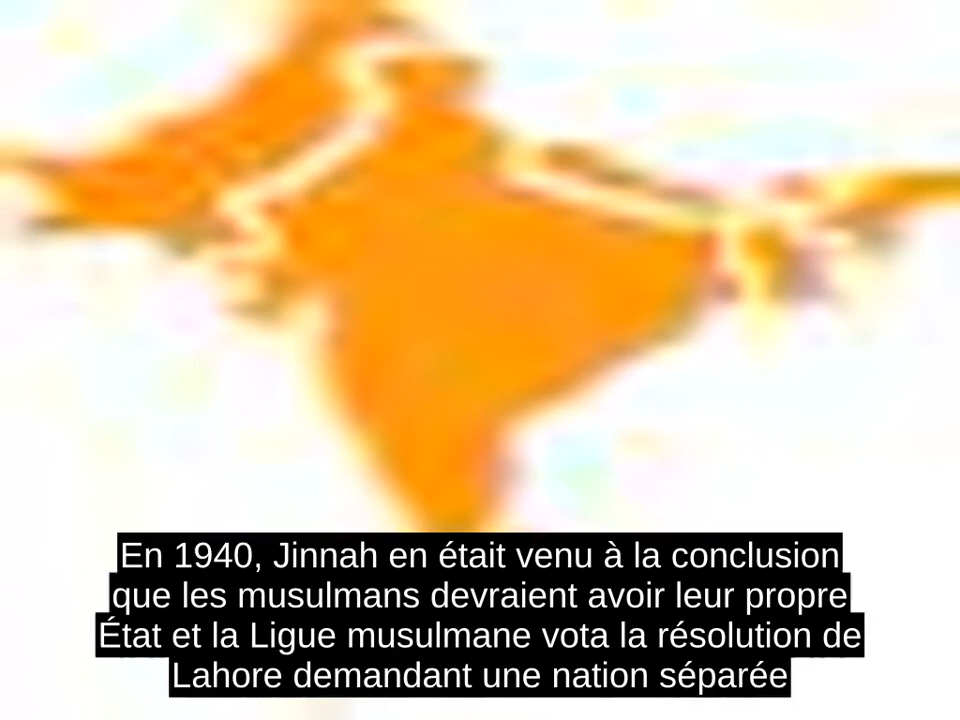 En 1940, Jinnah en était venu à la conclusion
que les musulmans devraient avoir leur propre
État et la Ligue musulmane vota la résolution de
Lahore demandant une nation séparée